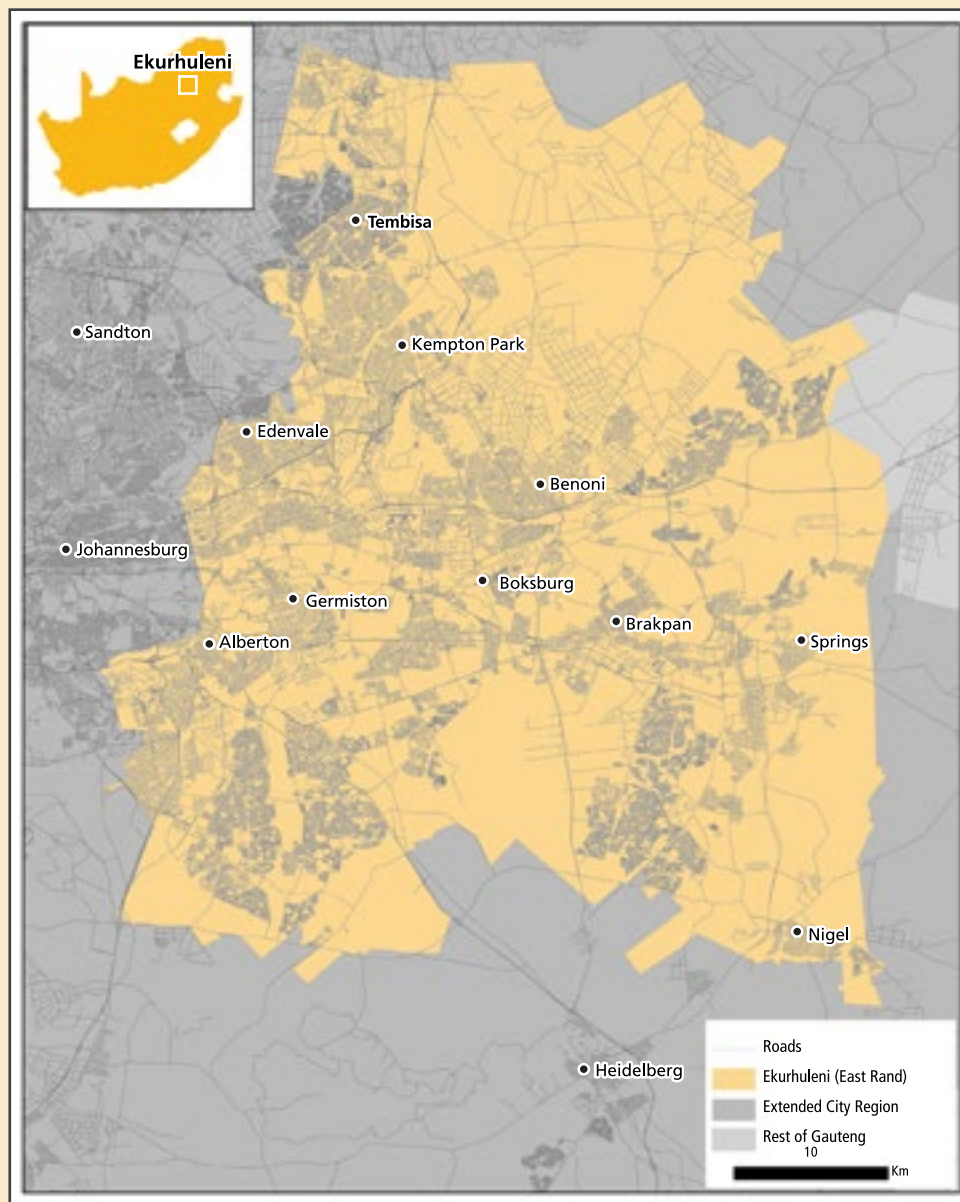 Ekurhuleni
Tembisa
Sandton
Kempton Park
Edenvale
Benoni
Johannesburg
Boksburg
Germiston
Brakpan
Alberton
Springs
Nigel
Heidelberg
Roads
Ekurhuleni (East Rand)
Extended City Region
Rest of Gauteng
10
Km